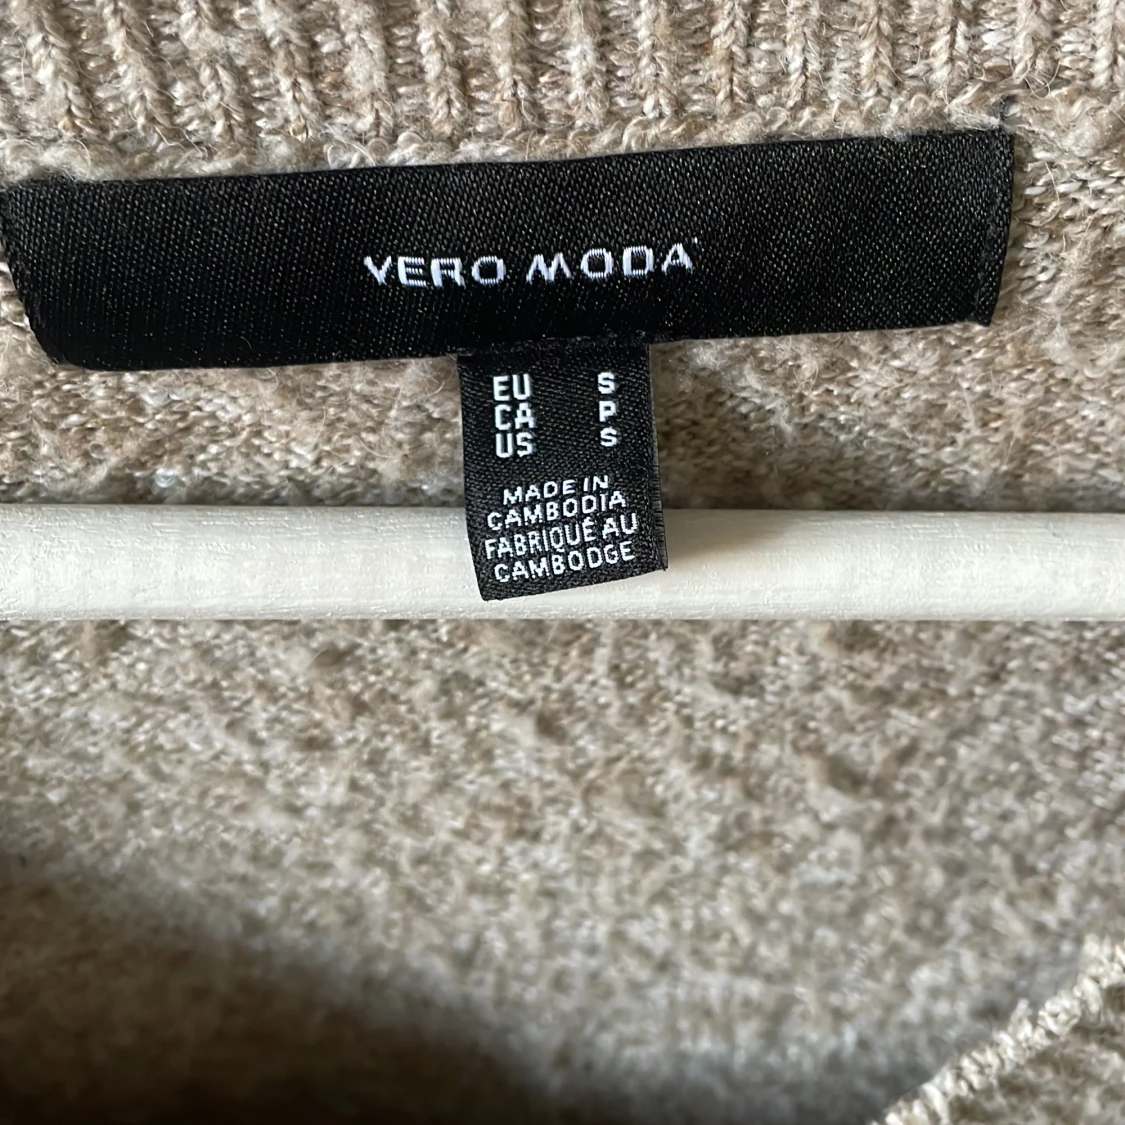 VERO MODA
EU S
CA P
US S
MADE IN
CAMBODIA
FABRIQUÉ AU
CAMBODGE